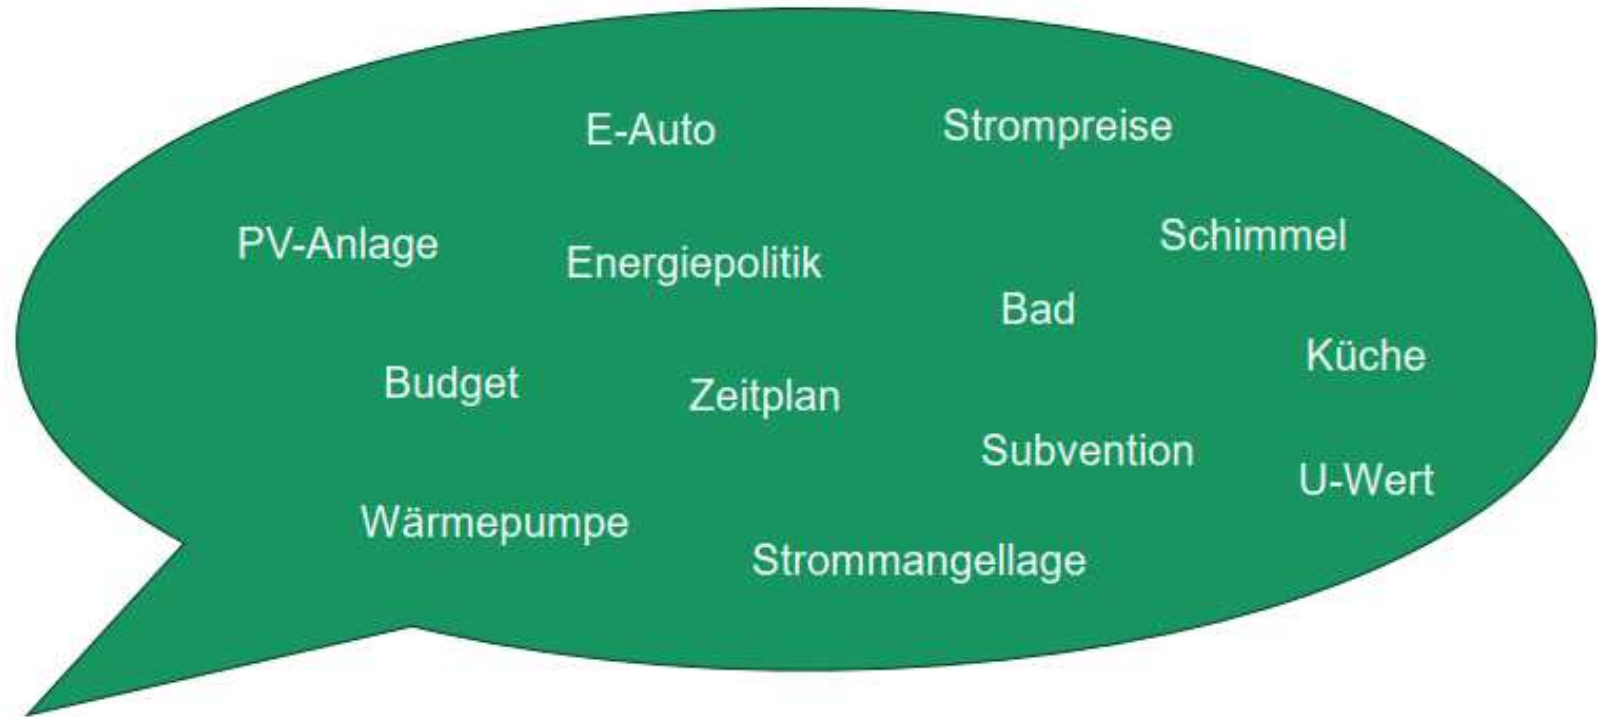 E-Auto
Strompreise
PV-Anlage
Energiepolitik
Schimmel
Bad
Küche
Budget
Zeitplan
Subvention
U-Wert
Wärmepumpe
Strommangellage